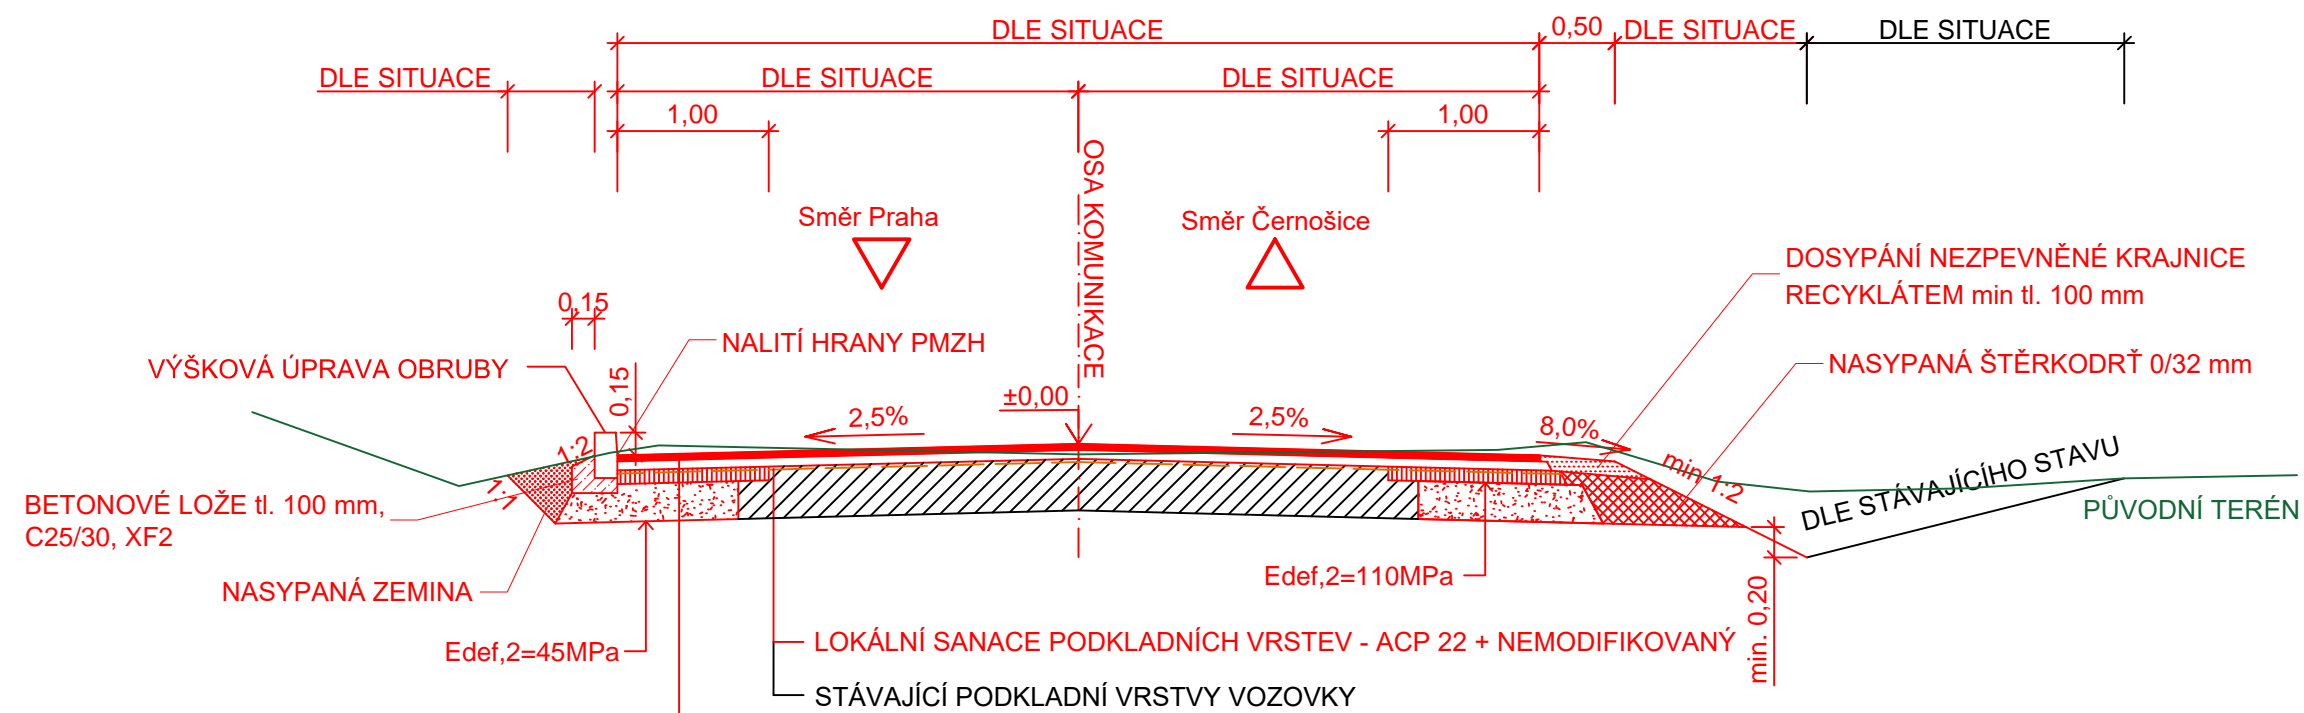 DLE SITUACE
0,50
DLE SITUACE
DLE SITUACE
DLE SITUACE
DLE SITUACE
DLE SITUACE
1,00
1,00
OSA KOMUNIKACE
Směr Praha
Směr Černošice
DOSYPÁNÍ NEZPEVNĚNÉ KRAJNICE
RECYKLÁTEM min tl. 100 mm
0,15
NALITÍ HRANY PMZH
VÝŠKOVÁ ÚPRAVA OBRUBY
NASYPANÁ ŠTĚRKODRŤ 0/32 mm
0,15
±0,00
2,5%
2,5%
8,0%
1:2
min 1:2
1:1
DLE STÁVAJÍCÍHO STAVU
PŮVODNÍ TERÉN
BETONOVÉ LOŽE tl. 100 mm,
C25/30, XF2
NASYPANÁ ZEMINA
Edef,2=110MPa
min. 0,20
Edef,2=45MPa
LOKÁLNÍ SANACE PODKLADNÍCH VRSTEV - ACP 22 + NEMODIFIKOVANÝ
STÁVAJÍCÍ PODKLADNÍ VRSTVY VOZOVKY